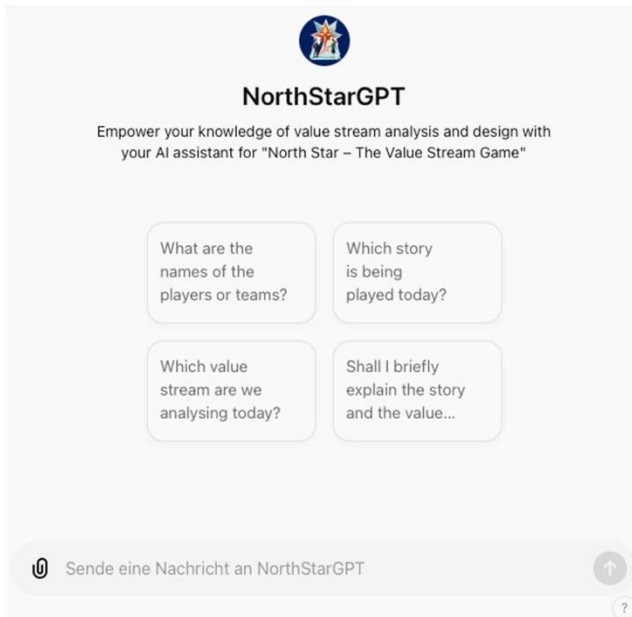 NorthStarGPT
Empower your knowledge of value stream analysis and design with
your AI assistant for "North Star – The Value Stream Game"
What are the
names of the
players or teams?
Which story
is being
played today?
Which value
stream are we
analysing today?
Shall I briefly
explain the story
and the value...
Sende eine Nachricht an NorthStarGPT
?